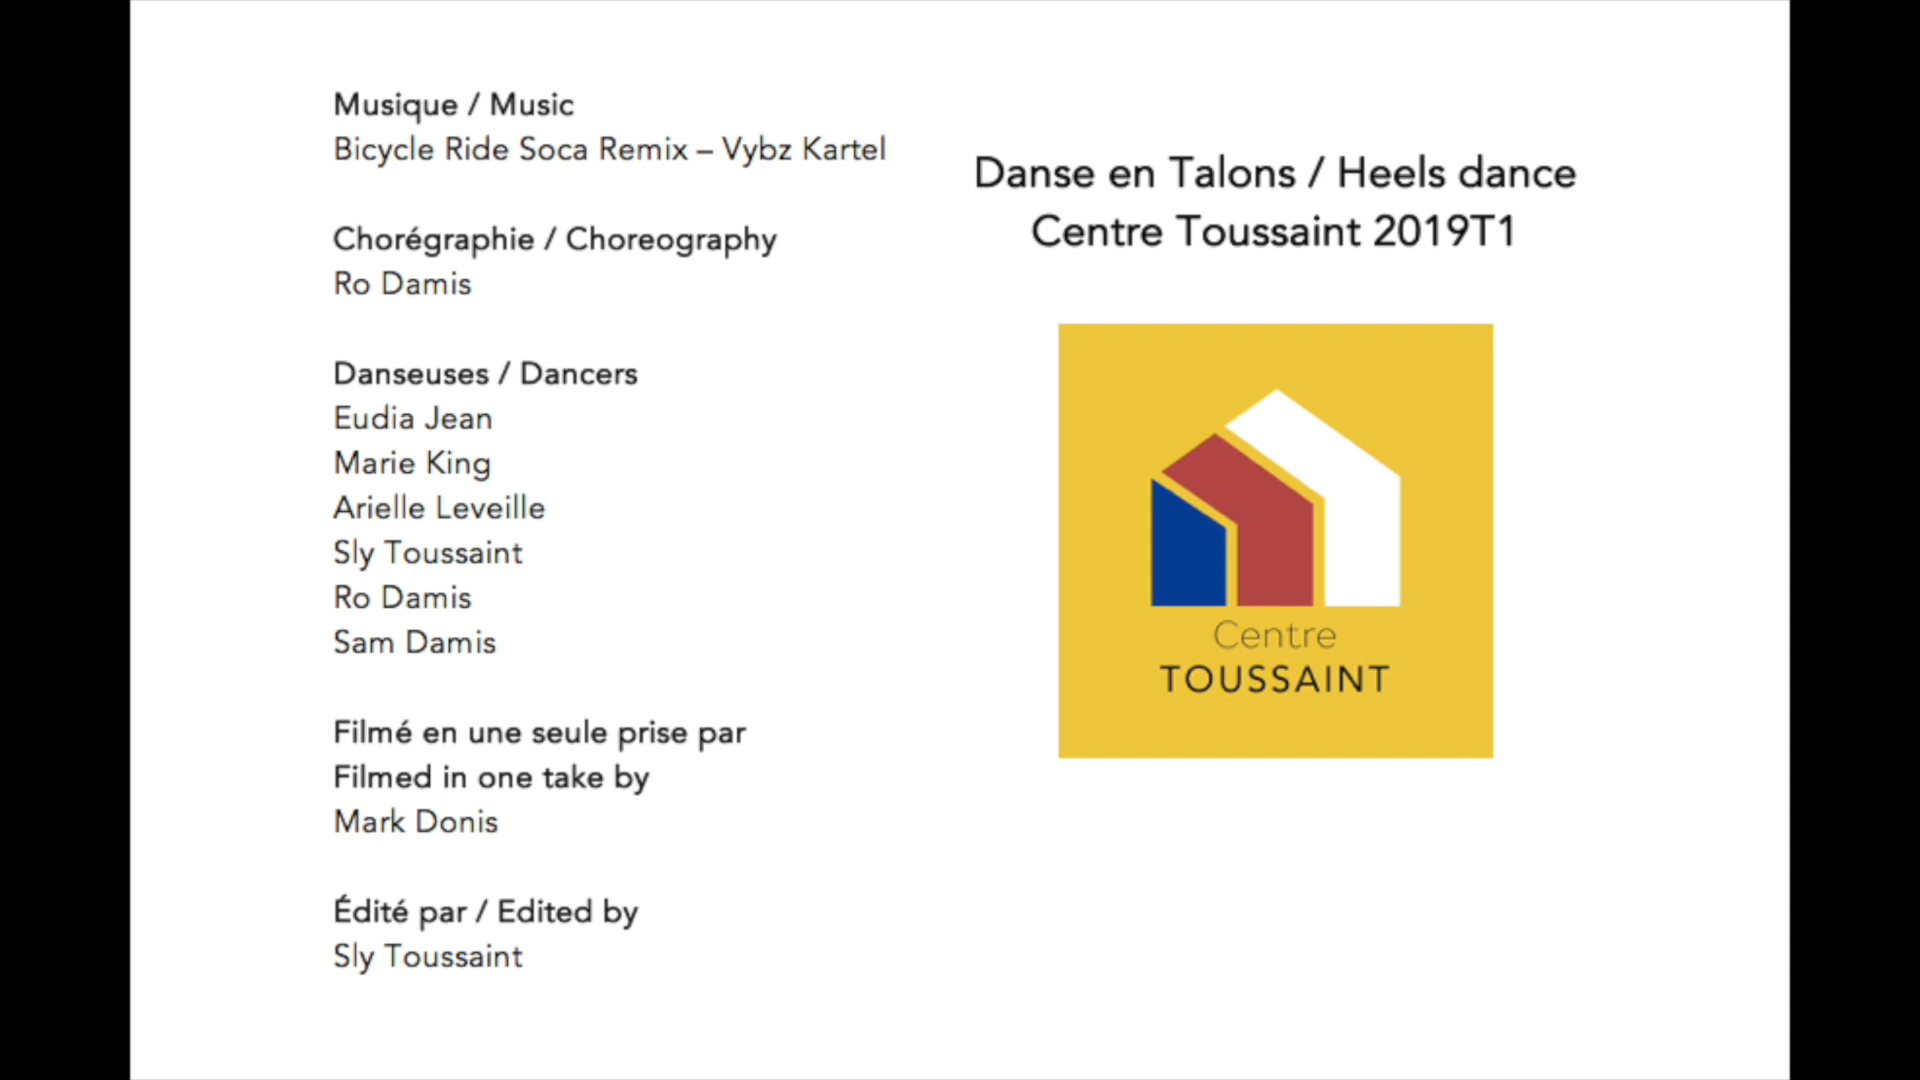 Musique / Music
Bicycle Ride Soca Remix – Vybz Kartel
Chorégraphie / Choreography
Ro Damis
Danseuses / Dancers
Eudia Jean
Marie King
Arielle Leveille
Sly Toussaint
Ro Damis
Sam Damis
Filmé en une seule prise par
Filmed in one take by
Mark Donis
Édité par / Edited by
Sly Toussaint
Danse en Talons / Heels dance
Centre Toussaint 2019T1
Centre
TOUSSAINT